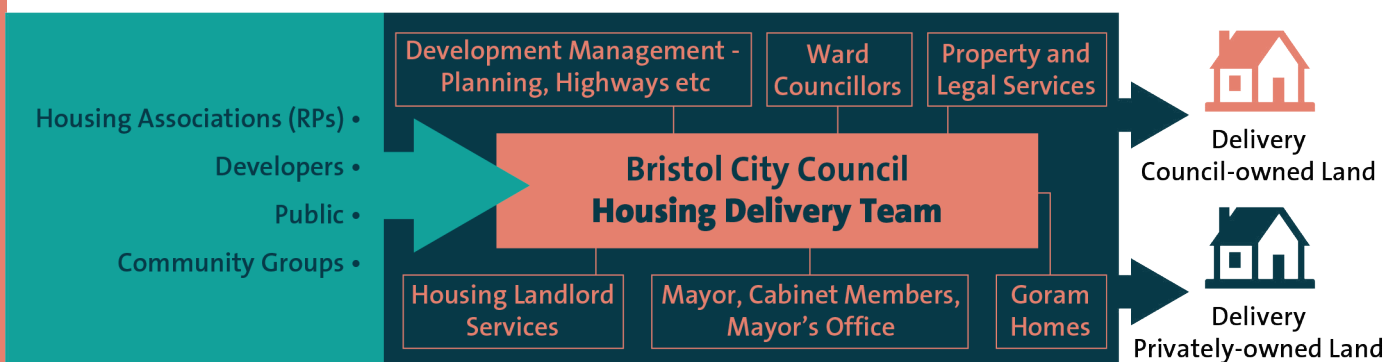 Housing Associations (RPs) •
Developers •
Public •
Community Groups •
Development Management -
Planning, Highways etc
Ward
Councillors
Property and
Legal Services
Bristol City Council
Housing Delivery Team
Housing Landlord
Services
Mayor, Cabinet Members,
Mayor’s Office
Goram
Homes
Delivery
Council-owned Land
Delivery
Privately-owned Land